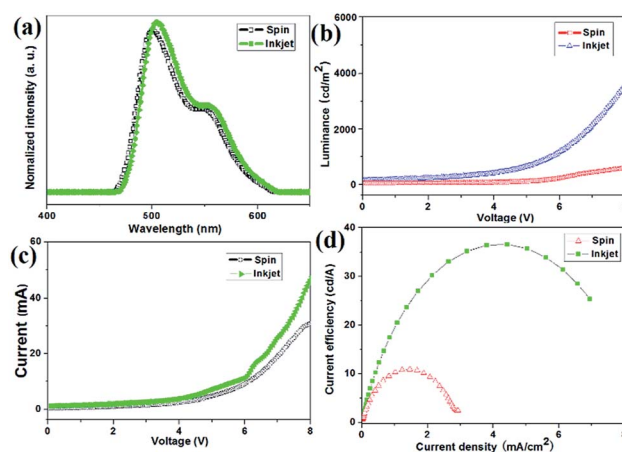 (a)
Spin
Inkjet
Nomalized intensity (a. u.)
400 500 600
Wavelength (nm)
(b)
Spin
Inkjet
Luminance (cd/m²)
6000
4000
2000
0
0 2 4 6 8
Voltage (V)
(c)
Spin
Inkjet
Current (mA)
60
40
20
0
0 2 4 6 8
Voltage (V)
(d)
Spin
Inkjet
Current efficiency (cd/A)
40
30
20
10
0
0 2 4 6 8
Current density (mA/cm²)